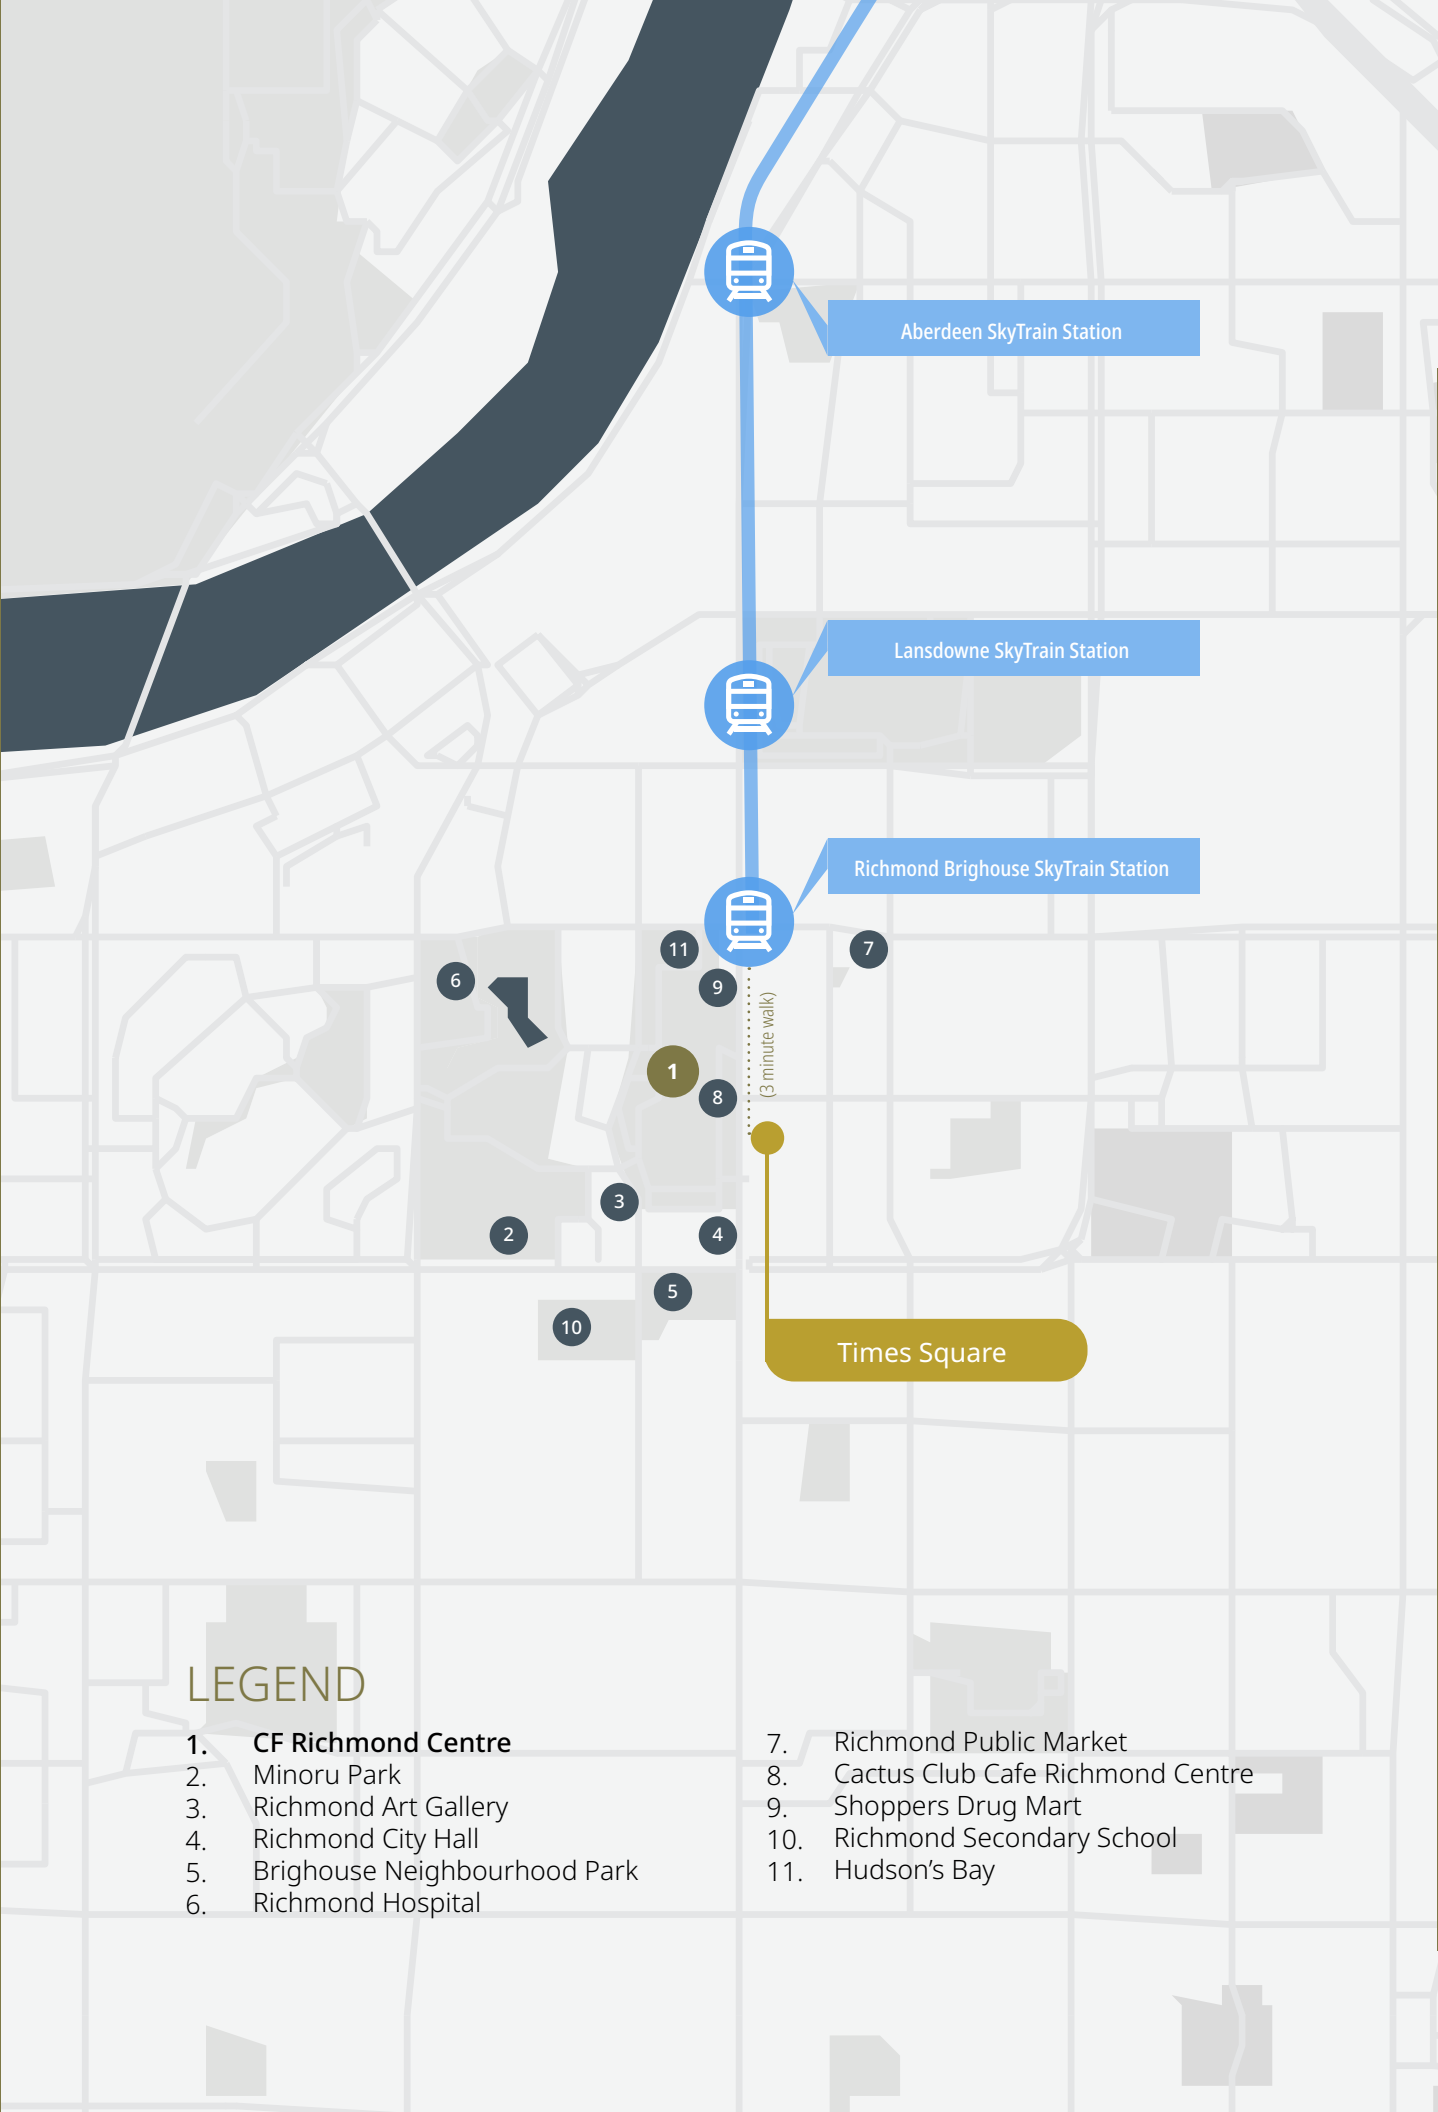 Aberdeen SkyTrain Station
Lansdowne SkyTrain Station
Richmond Brighouse SkyTrain Station
11
7
6
9
(3 minute walk)
1
8
3
2
4
5
10
Times Square
LEGEND
1. CF Richmond Centre
2. Minoru Park
3. Richmond Art Gallery
4. Richmond City Hall
5. Brighouse Neighbourhood Park
6. Richmond Hospital
7. Richmond Public Market
8. Cactus Club Cafe Richmond Centre
9. Shoppers Drug Mart
10. Richmond Secondary School
11. Hudson’s Bay